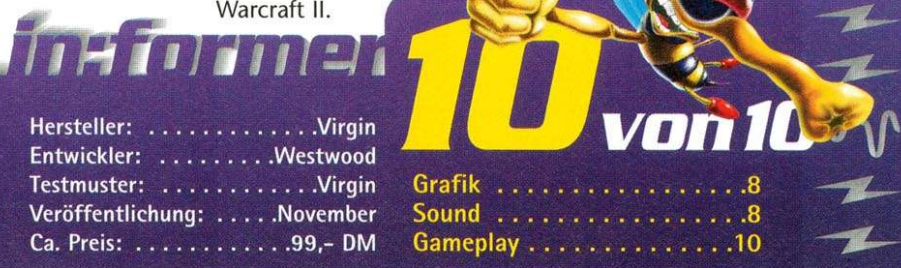 Warcraft II.
in:former
Hersteller: .............Virgin
Entwickler: .........Westwood
Testmuster: ............Virgin
Veröffentlichung: .....November
Ca. Preis: ...........99,– DM
10 von 10
Grafik .................8
Sound .................8
Gameplay ..............10